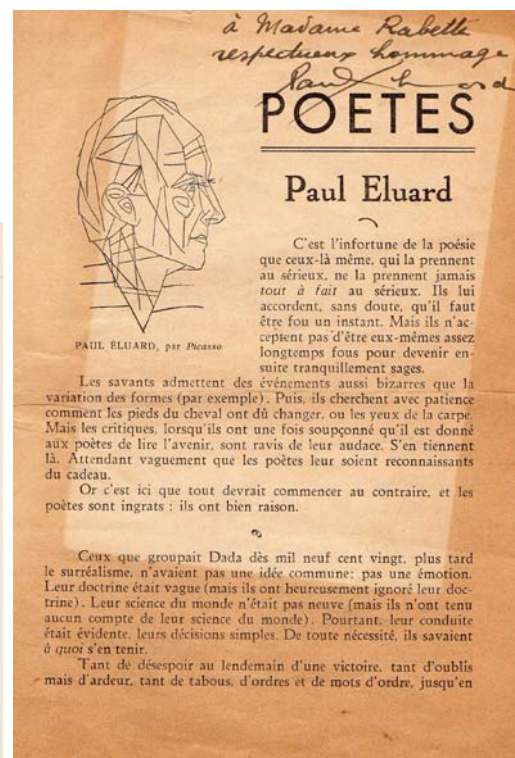 à Madame Rabette
respectueux hommage
Paul Eluard
POETES
Paul Eluard
C'est l'infortune de la poésie
que ceux-là même, qui la prennent
au sérieux, ne la prennent jamais
tout à fait au sérieux. Ils lui
accordent, sans doute, qu'il faut
être fou un instant. Mais ils n'ac-
ceptent pas d'être eux-mêmes assez
longtemps fous pour devenir en-
suite tranquillement sages.
PAUL ÉLUARD, par Picasso
Les savants admettent des événements aussi bizarres que la
variation des formes (par exemple). Puis, ils cherchent avec patience
comment les pieds du cheval ont dû changer, ou les yeux de la carpe.
Mais les critiques, lorsqu'ils ont une fois soupçonné qu'il est donné
aux poètes de lire l'avenir, sont ravis de leur audace. S'en tiennent
là. Attendant vaguement que les poètes leur soient reconnaissants
du cadeau.
Or c'est ici que tout devrait commencer au contraire, et les
poètes sont ingrats : ils ont bien raison.
Ceux que groupait Dada dès mil neuf cent vingt, plus tard
le surréalisme, n'avaient pas une idée commune; pas une émotion.
Leur doctrine était vague (mais ils ont heureusement ignoré leur doc-
trine). Leur science du monde n'était pas neuve (mais ils n'ont tenu
aucun compte de leur science du monde). Pourtant, leur conduite
était évidente, leurs décisions simples. De toute nécessité, ils savaient
à quoi s'en tenir.
Tant de désespoir au lendemain d'une victoire, tant d'oublis
mais d'ardeur, tant de tabous, d'ordres et de mots d'ordre, jusqu'en